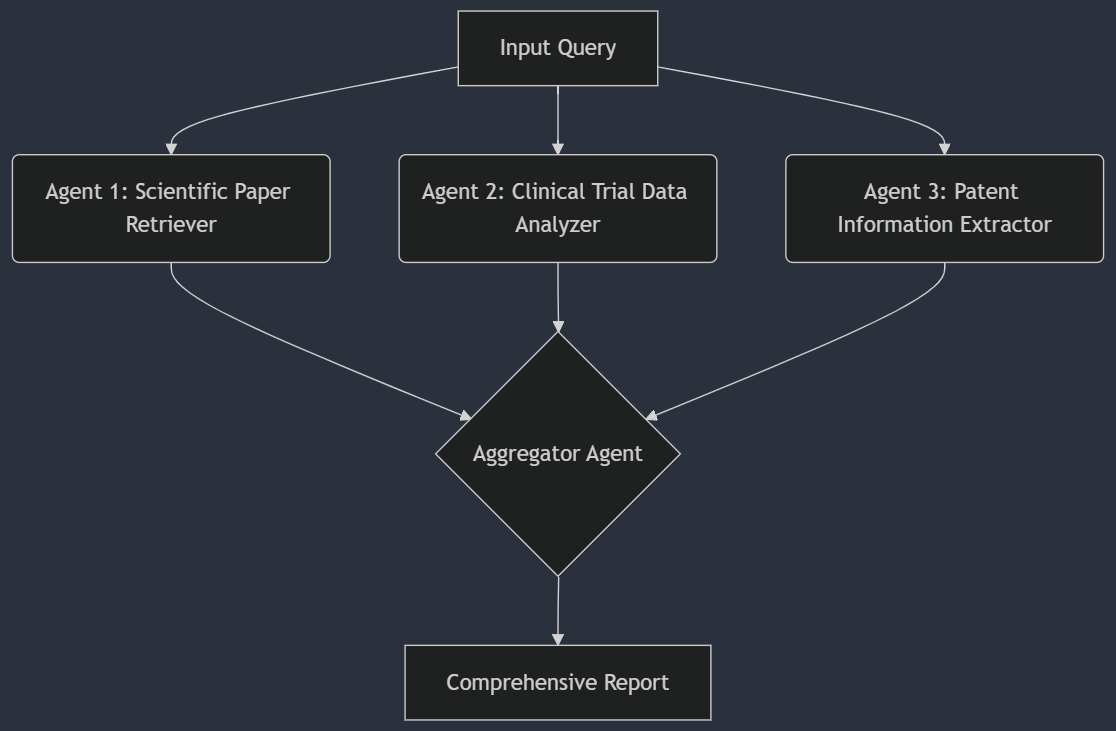 Input Query
Agent 1: Scientific Paper
Retriever
Agent 2: Clinical Trial Data
Analyzer
Agent 3: Patent
Information Extractor
Aggregator Agent
Comprehensive Report